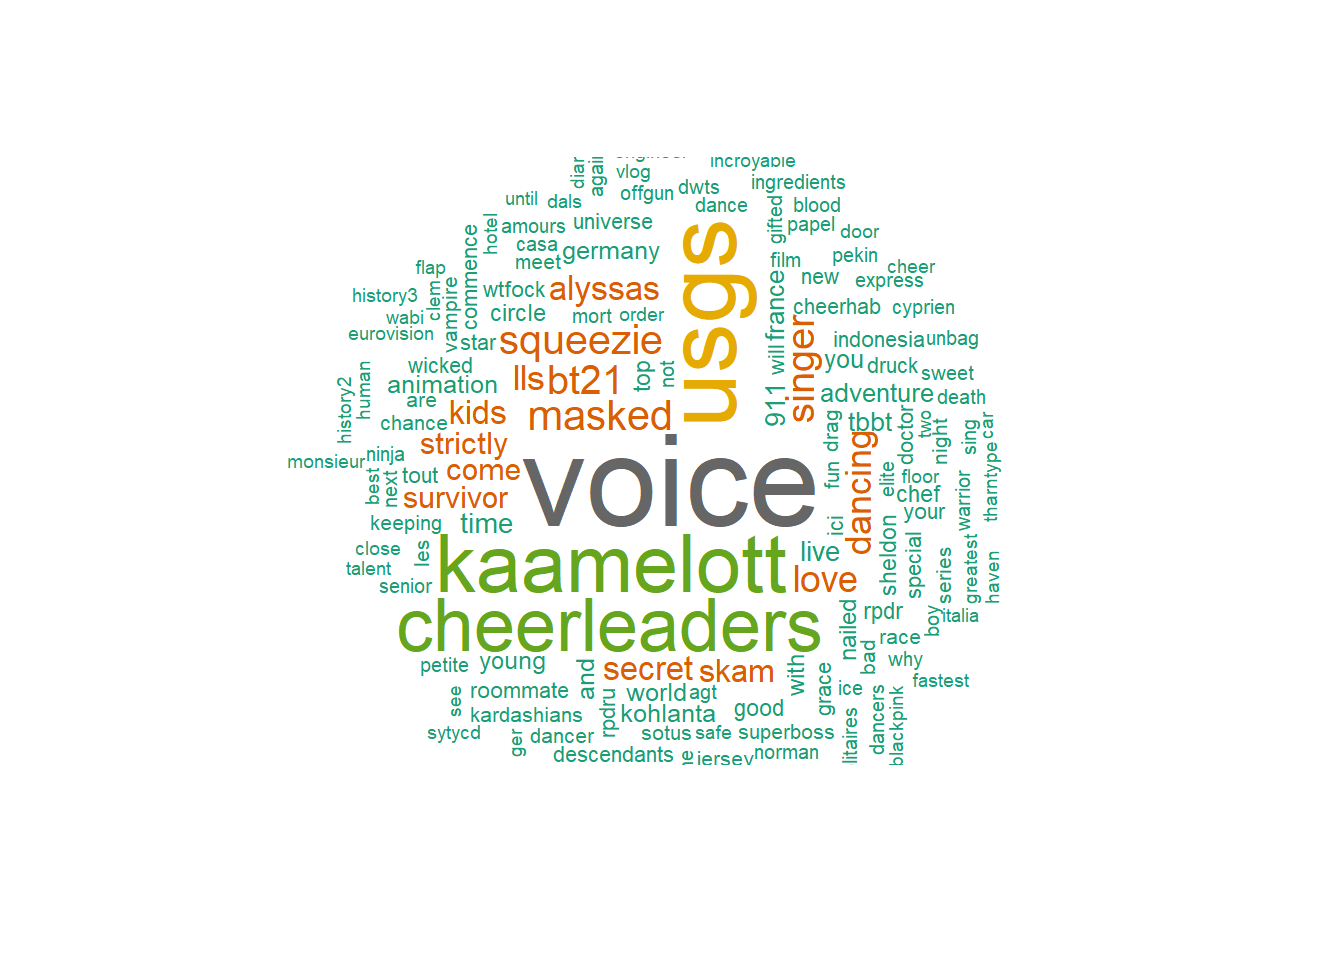 incroyable
vlog
again
ingredients
until
dals
offgun
dwts
dance
gifted
blood
hotel
amours
universe
papel
door
commence
casa
germany
usgs
meet
film
pekin
flap
new
cheer
express
history3
clem
vampire
wtfock
alyssas
france
wabi
circle
mort
order
cheerhab
cyprien
eurovision
star
squeezie
singer
indonesia
unbag
wicked
lls
bt21
top
not
will
you
druck
sweet
history2
human
animation
are
911
adventure
death
chance
kids
masked
drag
tbbt
doctor
two
night
sing
car
monsieur
ninja
strictly
voice
dancing
best
next
tout
come
fun
elite
floor
warrior
tharntype
survivor
chef
keeping
time
ici
your
close
les
talent
senior
kaamelott
live
love
sheldon
special
series
greatest
haven
cheerleaders
nailed
rpdr
boy
italia
race
petite
young
and
secret
skam
with
bad
why
see
roommate
world
agt
grace
ice
fastest
kardashians
rpdru
kohlanta
good
dancers
blackpink
sytycd
ger
dancer
sotus
safe
superboss
litaires
descendants
jersey
norman